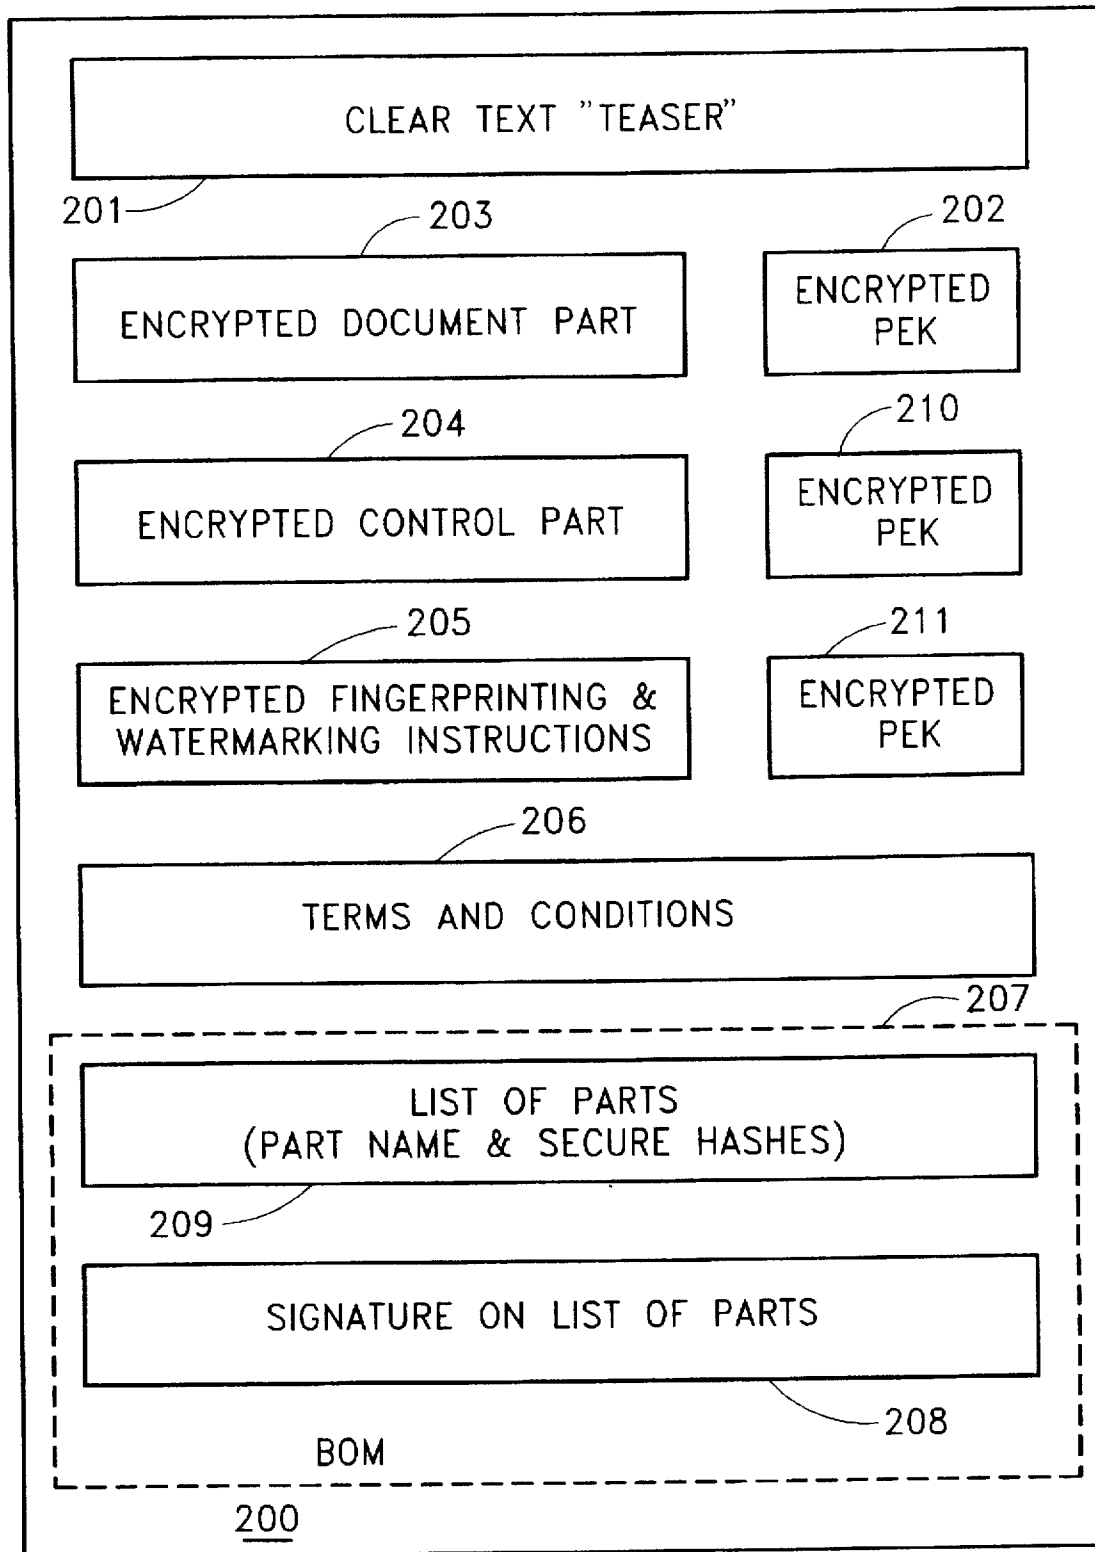 CLEAR TEXT "TEASER"
201
203
202
ENCRYPTED DOCUMENT PART
ENCRYPTED
PEK
204
210
ENCRYPTED CONTROL PART
ENCRYPTED
PEK
205
211
ENCRYPTED FINGERPRINTING &
WATERMARKING INSTRUCTIONS
ENCRYPTED
PEK
206
TERMS AND CONDITIONS
207
LIST OF PARTS
(PART NAME & SECURE HASHES)
209
SIGNATURE ON LIST OF PARTS
208
BOM
200